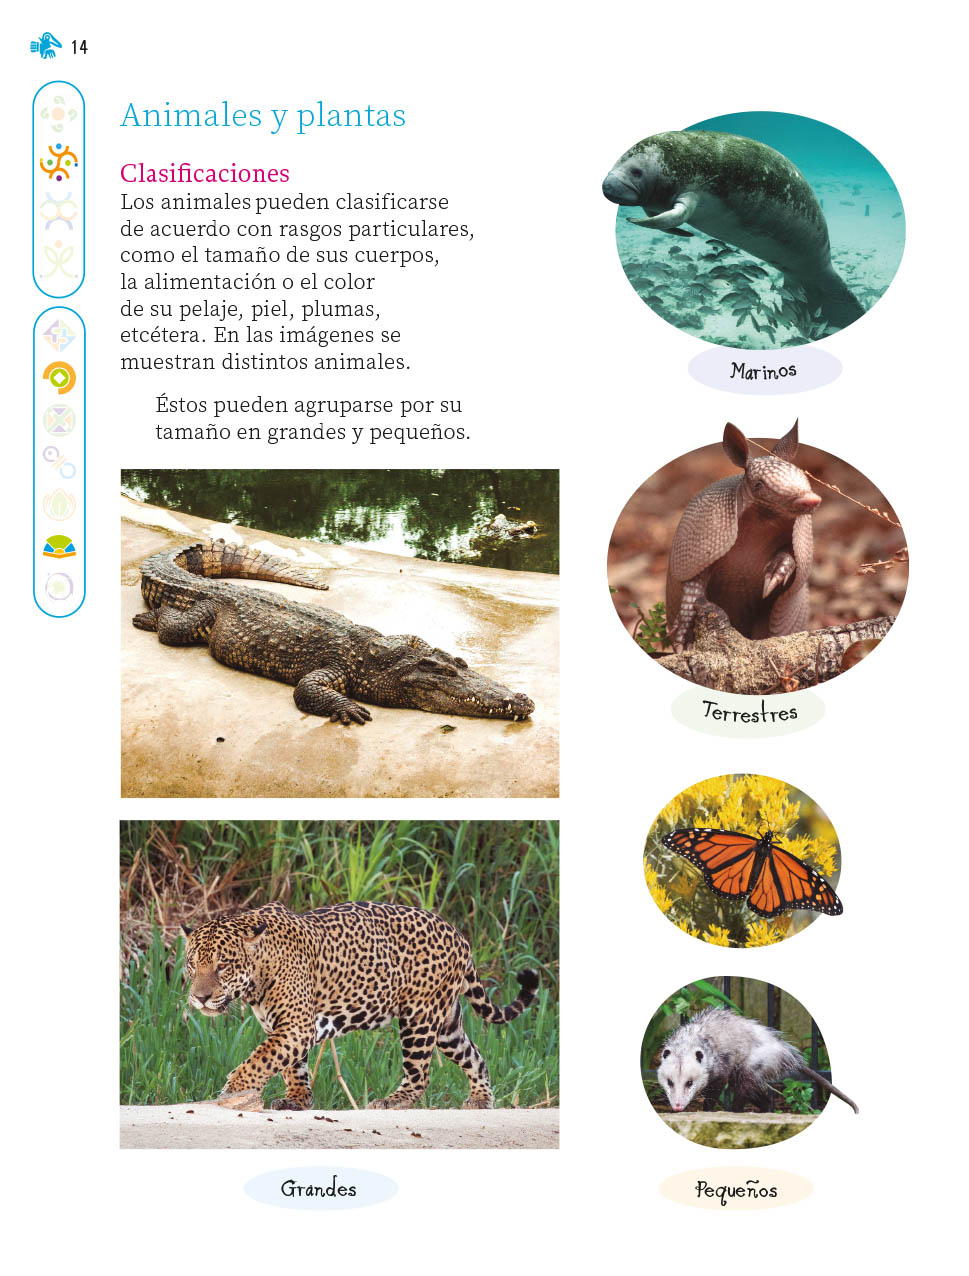 14
Animales y plantas
Clasificaciones
Los animales pueden clasificarse
de acuerdo con rasgos particulares,
como el tamaño de sus cuerpos,
la alimentación o el color
de su pelaje, piel, plumas,
etcétera. En las imágenes se
muestran distintos animales.
Éstos pueden agruparse por su
tamaño en grandes y pequeños.
Marinos
Terrestres
Grandes
Pequeños